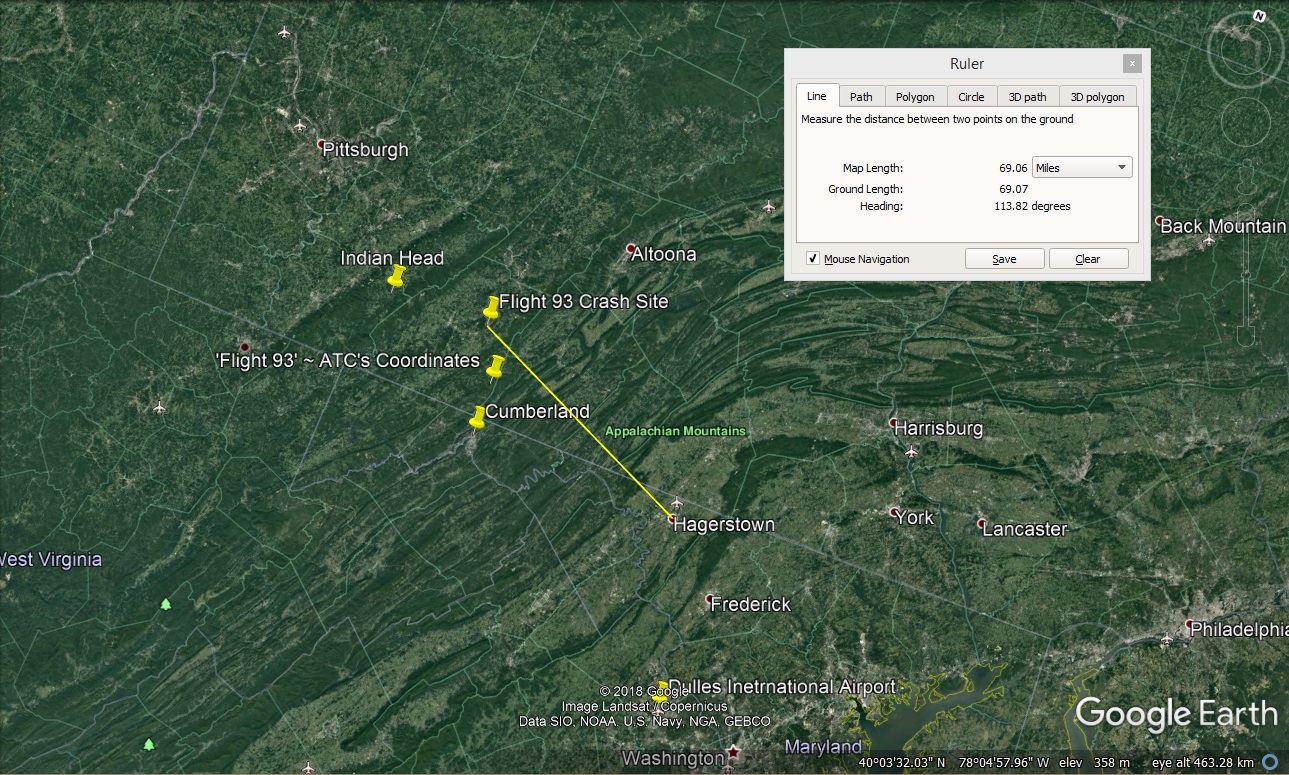 N
Ruler
x
Line Path Polygon Circle 3D path 3D polygon
Measure the distance between two points on the ground
Map Length: 69.06 Miles
Ground Length: 69.07
Heading: 113.82 degrees
Mouse Navigation Save Clear
Pittsburgh
Back Mountain
Indian Head
Altoona
Flight 93 Crash Site
'Flight 93' ~ ATC's Coordinates
Cumberland
Appalachian Mountains
Harrisburg
Hagerstown
York
Lancaster
West Virginia
Frederick
Philadelphia
Dulles Inetrnational Airport
© 2018 Google
Image Landsat / Copernicus
Data SIO, NOAA, U.S. Navy, NGA, GEBCO
Google Earth
Maryland
Washington
40°03'32.03" N 78°04'57.96" W elev 358 m eye alt 463.28 km